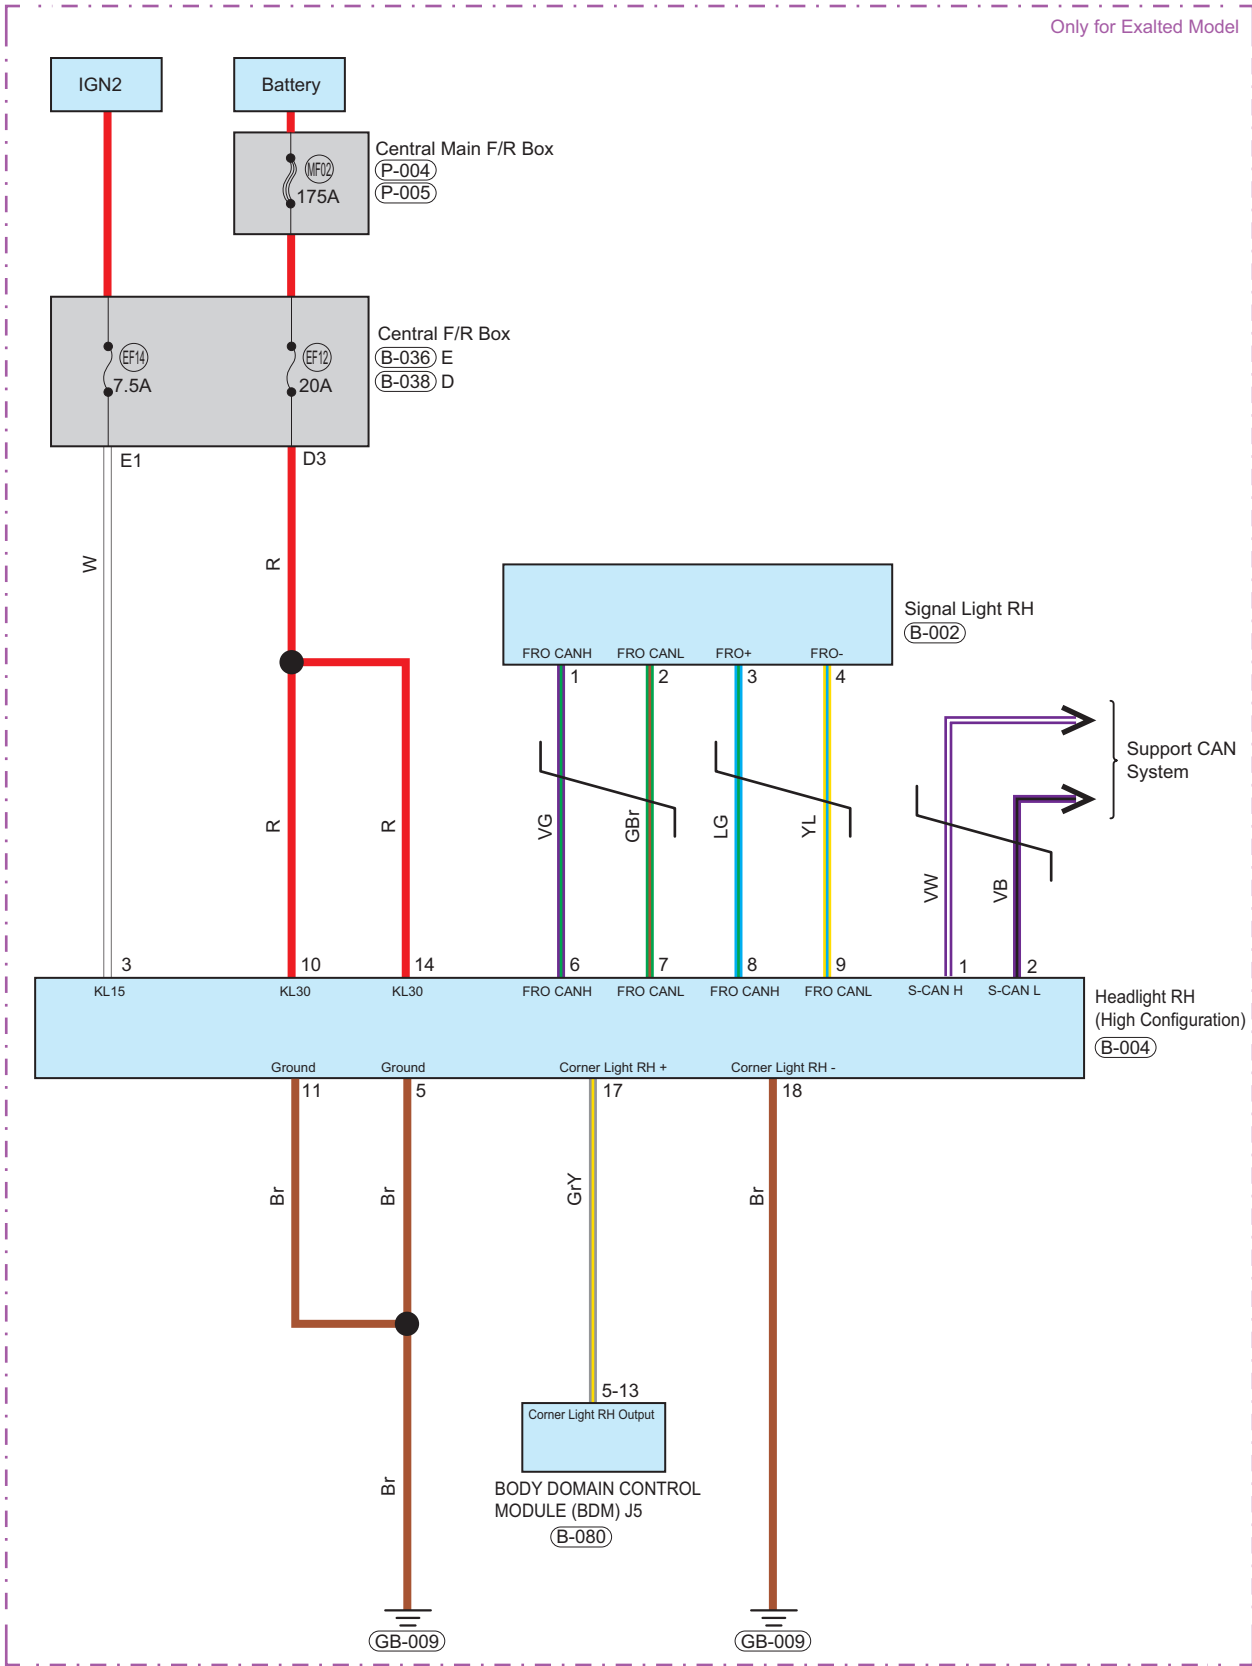 Only for Exalted Model
IGN2
Battery
Central Main F/R Box
MF02
P-004
175A
P-005
Central F/R Box
EF14
EF12
B-036 E
7.5A
20A
B-038 D
E1
D3
W
R
Signal Light RH
B-002
FRO CANH
FRO CANL
FRO+
FRO-
1
2
3
4
Support CAN
System
R
R
VG
GBr
LG
YL
VW
VB
3
10
14
6
7
8
9
1
2
KL15
KL30
KL30
FRO CANH
FRO CANL
FRO CANH
FRO CANL
S-CAN H
S-CAN L
Headlight RH
(High Configuration)
B-004
Ground
Ground
Corner Light RH +
Corner Light RH -
11
5
17
18
Br
Br
GrY
Br
5-13
Corner Light RH Output
Br
BODY DOMAIN CONTROL
MODULE (BDM) J5
B-080
GB-009
GB-009